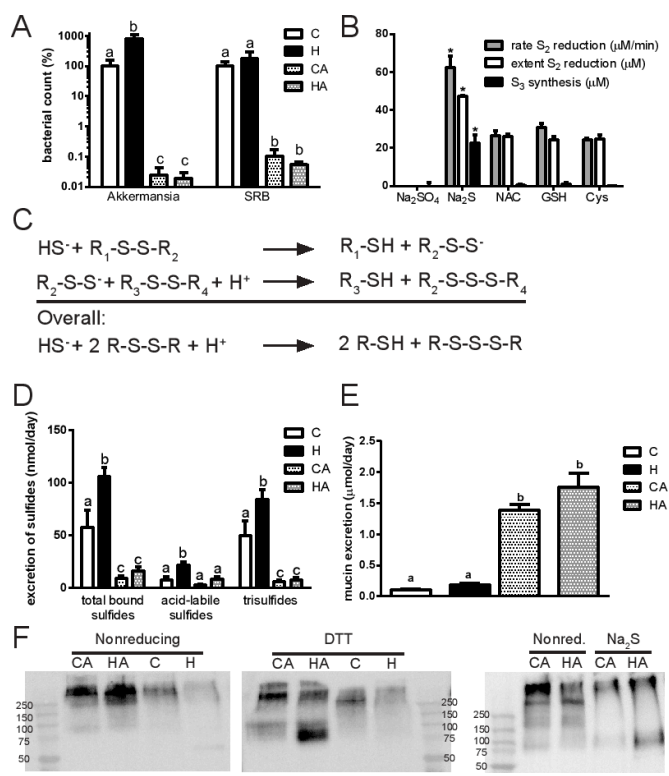 A
bacterial count (%)
1000
100
10
1
0.1
0.01
a
b
c
c
a
a
b
b
Akkermansia
SRB
C
H
CA
HA
B
80
60
40
20
0
*
*
*
rate S2 reduction (μM/min)
extent S2 reduction (μM)
S3 synthesis (μM)
Na2SO4
Na2S
NAC
GSH
Cys
C
HS- + R1-S-S-R2 → R1-SH + R2-S-S-
R2-S-S- + R3-S-S-R4 + H+ → R3-SH + R2-S-S-S-R4
Overall:
HS- + 2 R-S-S-R + H+ → 2 R-SH + R-S-S-S-R
D
excretion of sulfides (nmol/day)
150
100
50
0
a
b
c
c
a
b
a
a
a
b
c
c
total bound sulfides
acid-labile sulfides
trisulfides
C
H
CA
HA
E
mucin excretion (μmol/day)
2.5
2.0
1.5
1.0
0.5
0.0
a
a
b
b
C
H
CA
HA
F
Nonreducing
CA HA C H
250
150
100
75
50
DTT
CA HA C H
250
150
100
75
50
Nonred. Na2S
CA HA CA HA
250
150
100
75
50